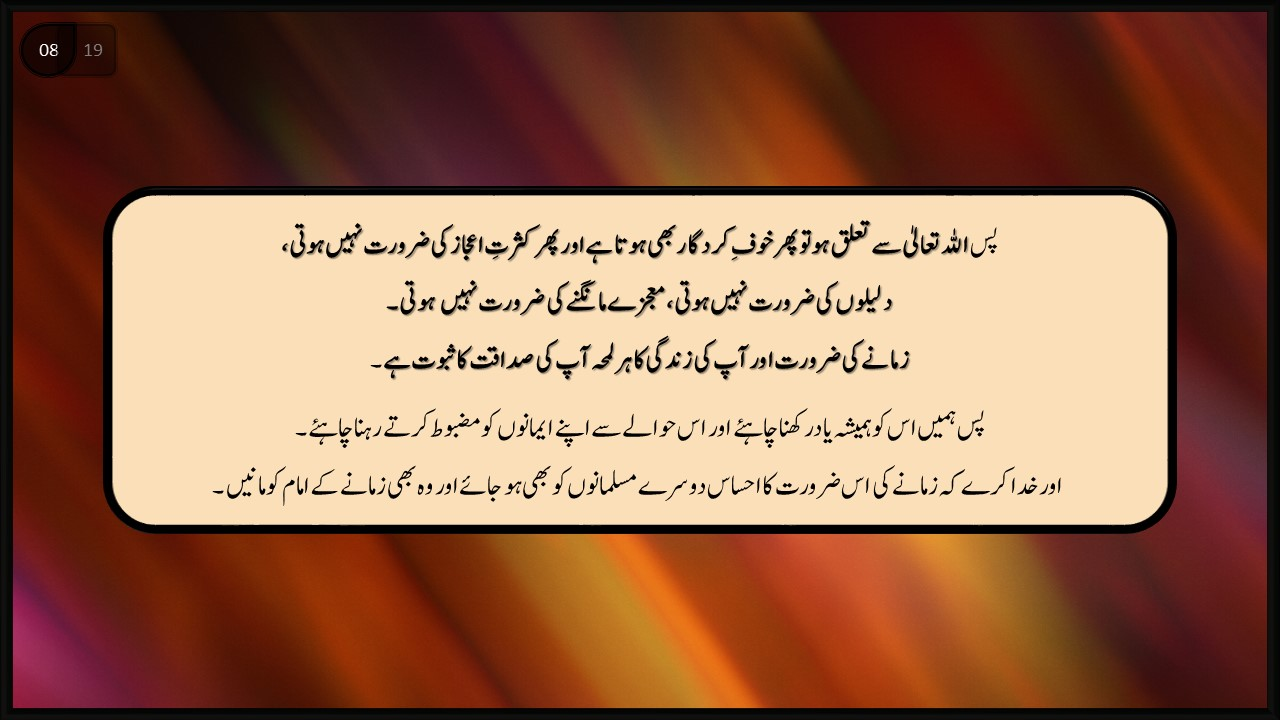 08 19
پس اللہ تعالیٰ سے تعلق ہو تو پھر خوفِ کردگار بھی ہوتا ہے اور پھر کثرتِ اعجاز کی ضرورت نہیں ہوتی،
دلیلوں کی ضرورت نہیں ہوتی، معجزے مانگنے کی ضرورت نہیں ہوتی۔
زمانے کی ضرورت اور آپ کی زندگی کا ہر لمحہ آپ کی صداقت کا ثبوت ہے۔
پس ہمیں اس کو ہمیشہ یاد رکھنا چاہئے اور اس حوالے سے اپنے ایمانوں کو مضبوط کرتے رہنا چاہئے۔
اور خدا کرے کہ زمانے کی اس ضرورت کا احساس دوسرے مسلمانوں کو بھی ہو جائے اور وہ بھی زمانے کے امام کو مانیں۔